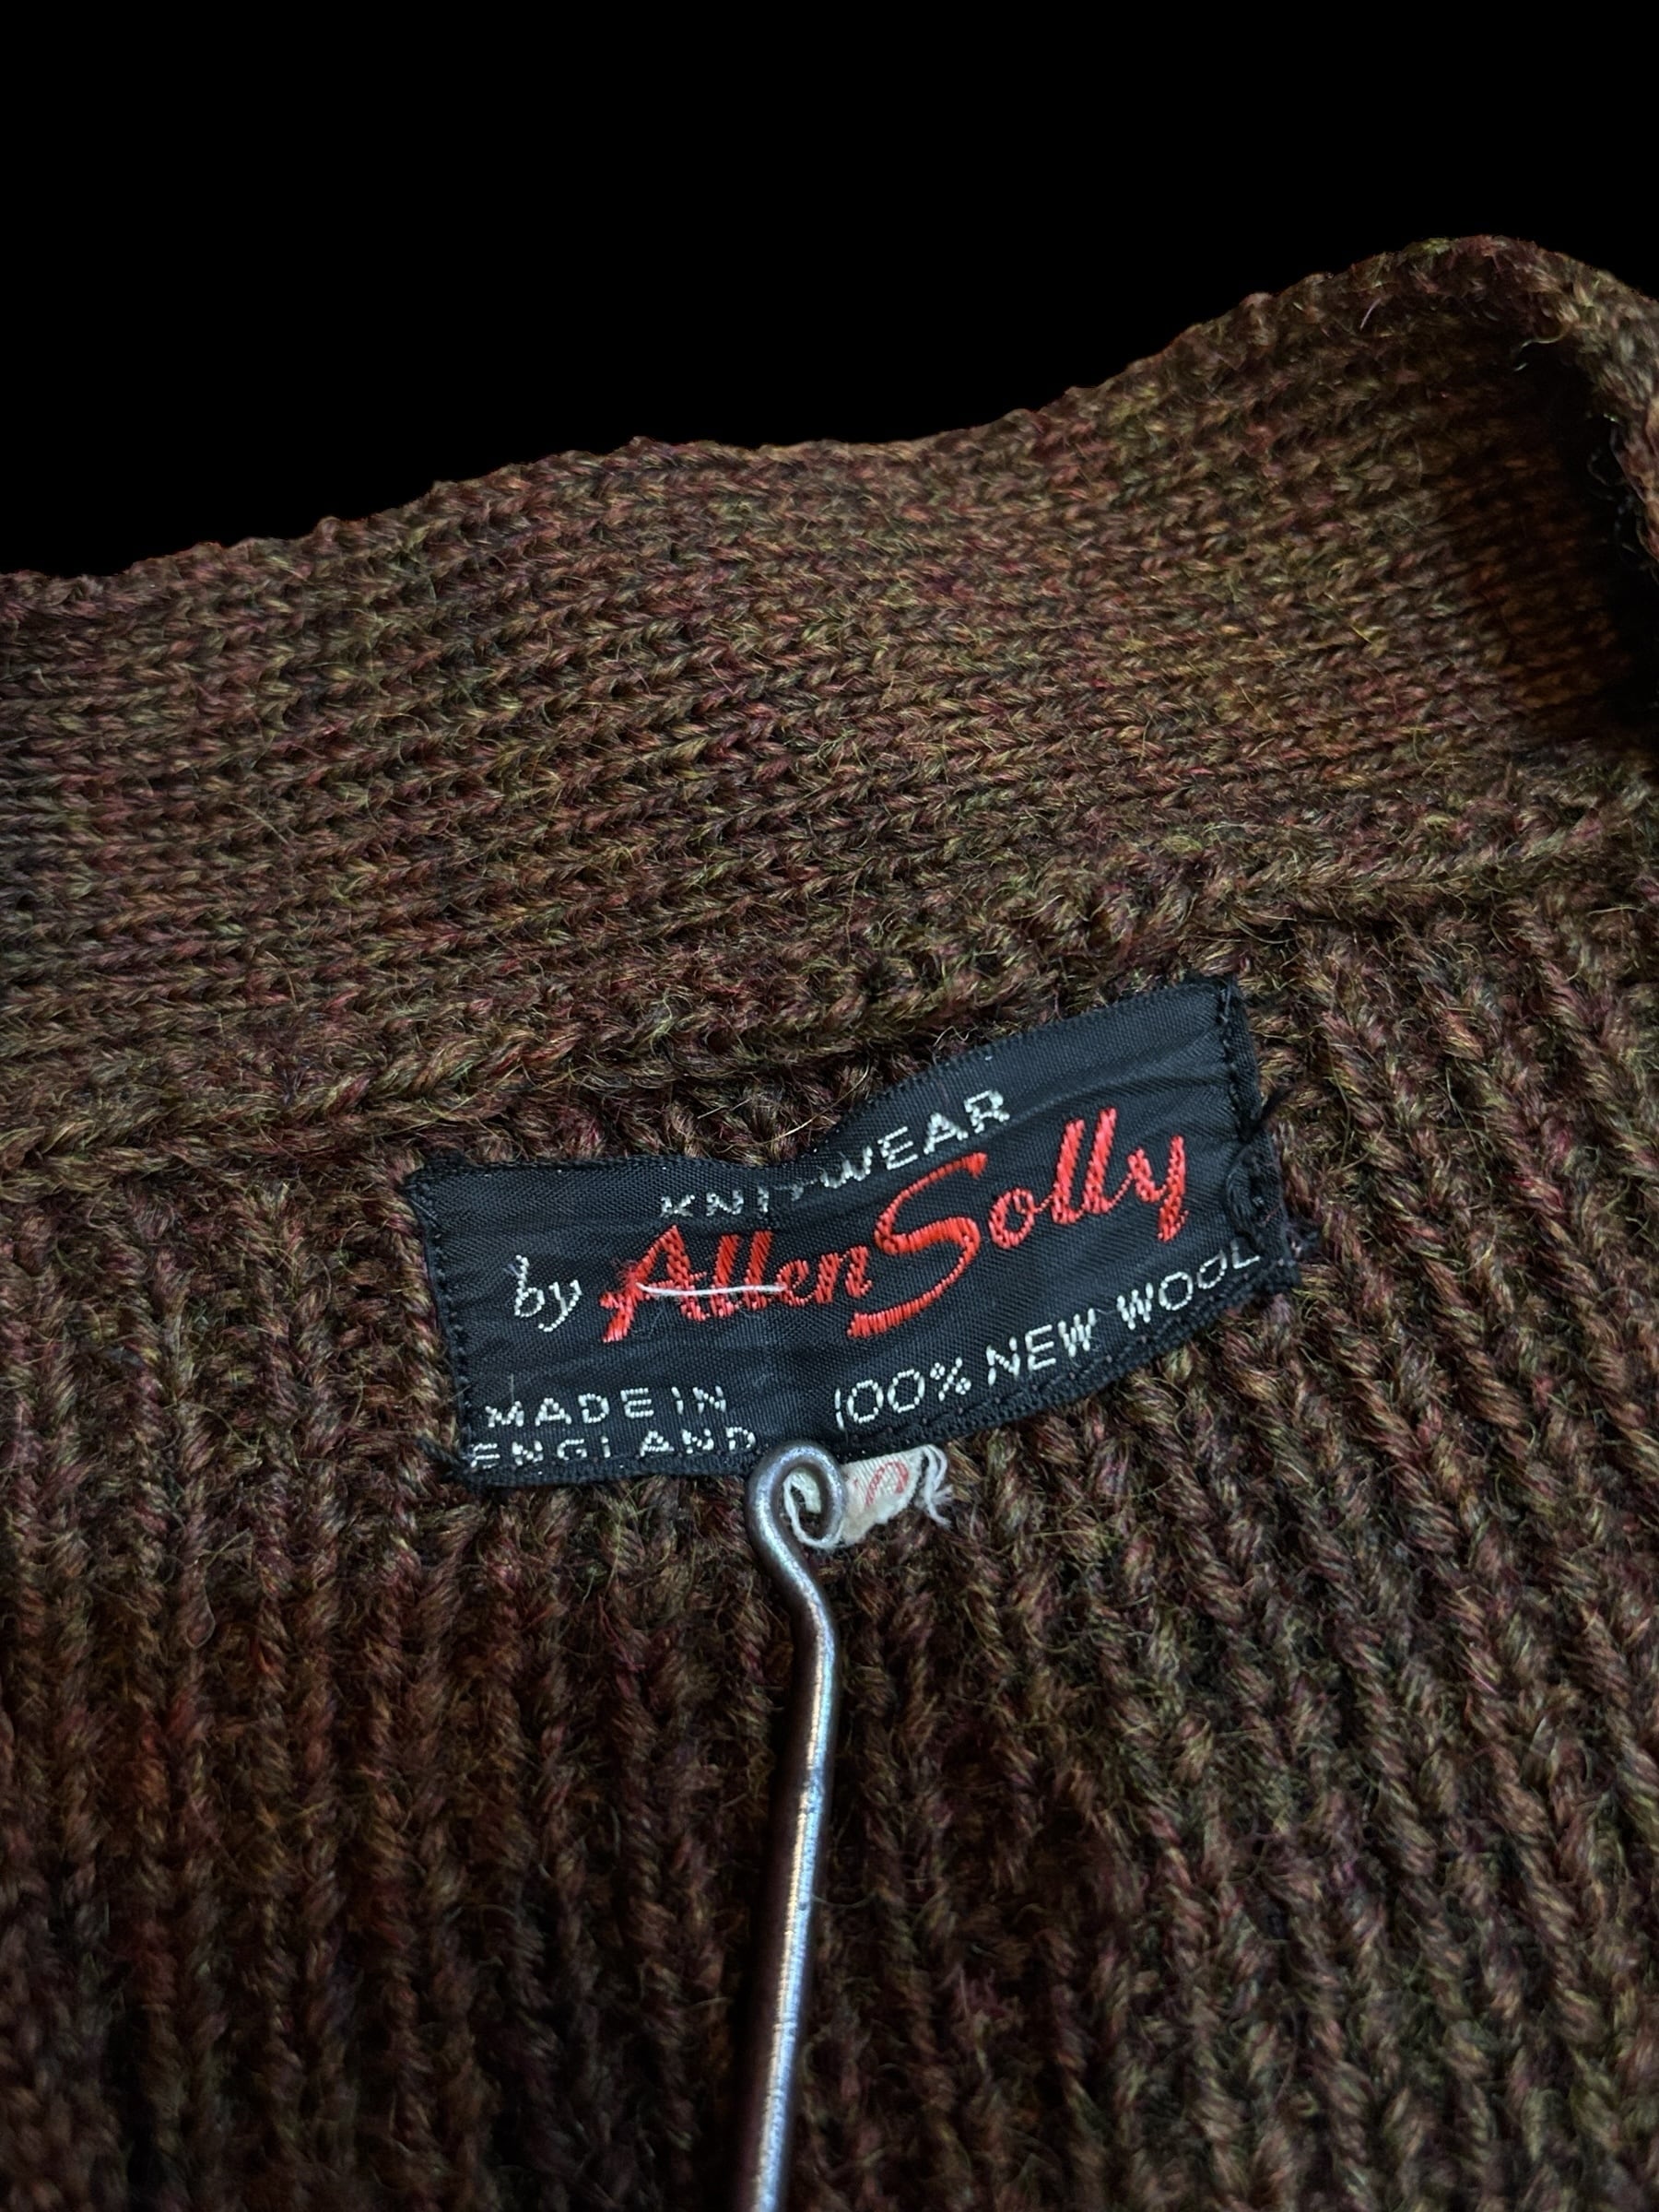 KNITWEAR
by Allen Solly
100% NEW WOOL
MADE IN
ENGLAND